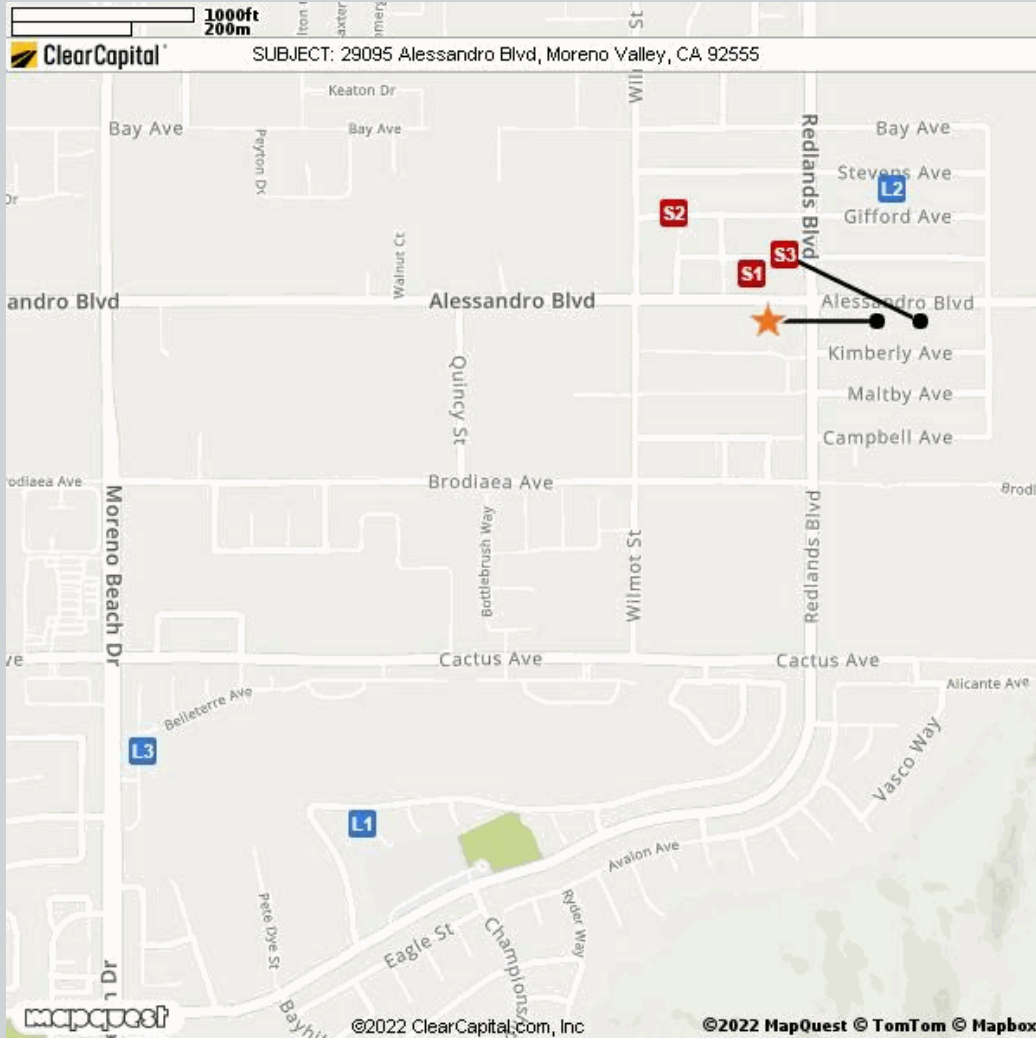 1000ft
200m
ClearCapital
SUBJECT: 29095 Alessandro Blvd, Moreno Valley, CA 92555
Keaton Dr
Bay Ave
Bay Ave
Bay Ave
Peyton Dr
Redlands Blvd
Stevens Ave
L2
S2
Gifford Ave
Walnut Ct
S3
S1
andro Blvd
Alessandro Blvd
Alessandro Blvd
Kimberly Ave
Quincy St
Maltby Ave
Campbell Ave
rodiaea Ave
Brodiaea Ave
Brodi
Moreno Beach Dr
Bottlebrush Way
Wilmot St
Redlands Blvd
ve
Cactus Ave
Cactus Ave
Alicante Ave
Belleterre Ave
L3
Vasco Way
L1
Avalon Ave
Pete Dye St
Ryder Way
Eagle St
Champions
mapquest
©2022 ClearCapital.com, Inc
©2022 MapQuest © TomTom © Mapbox